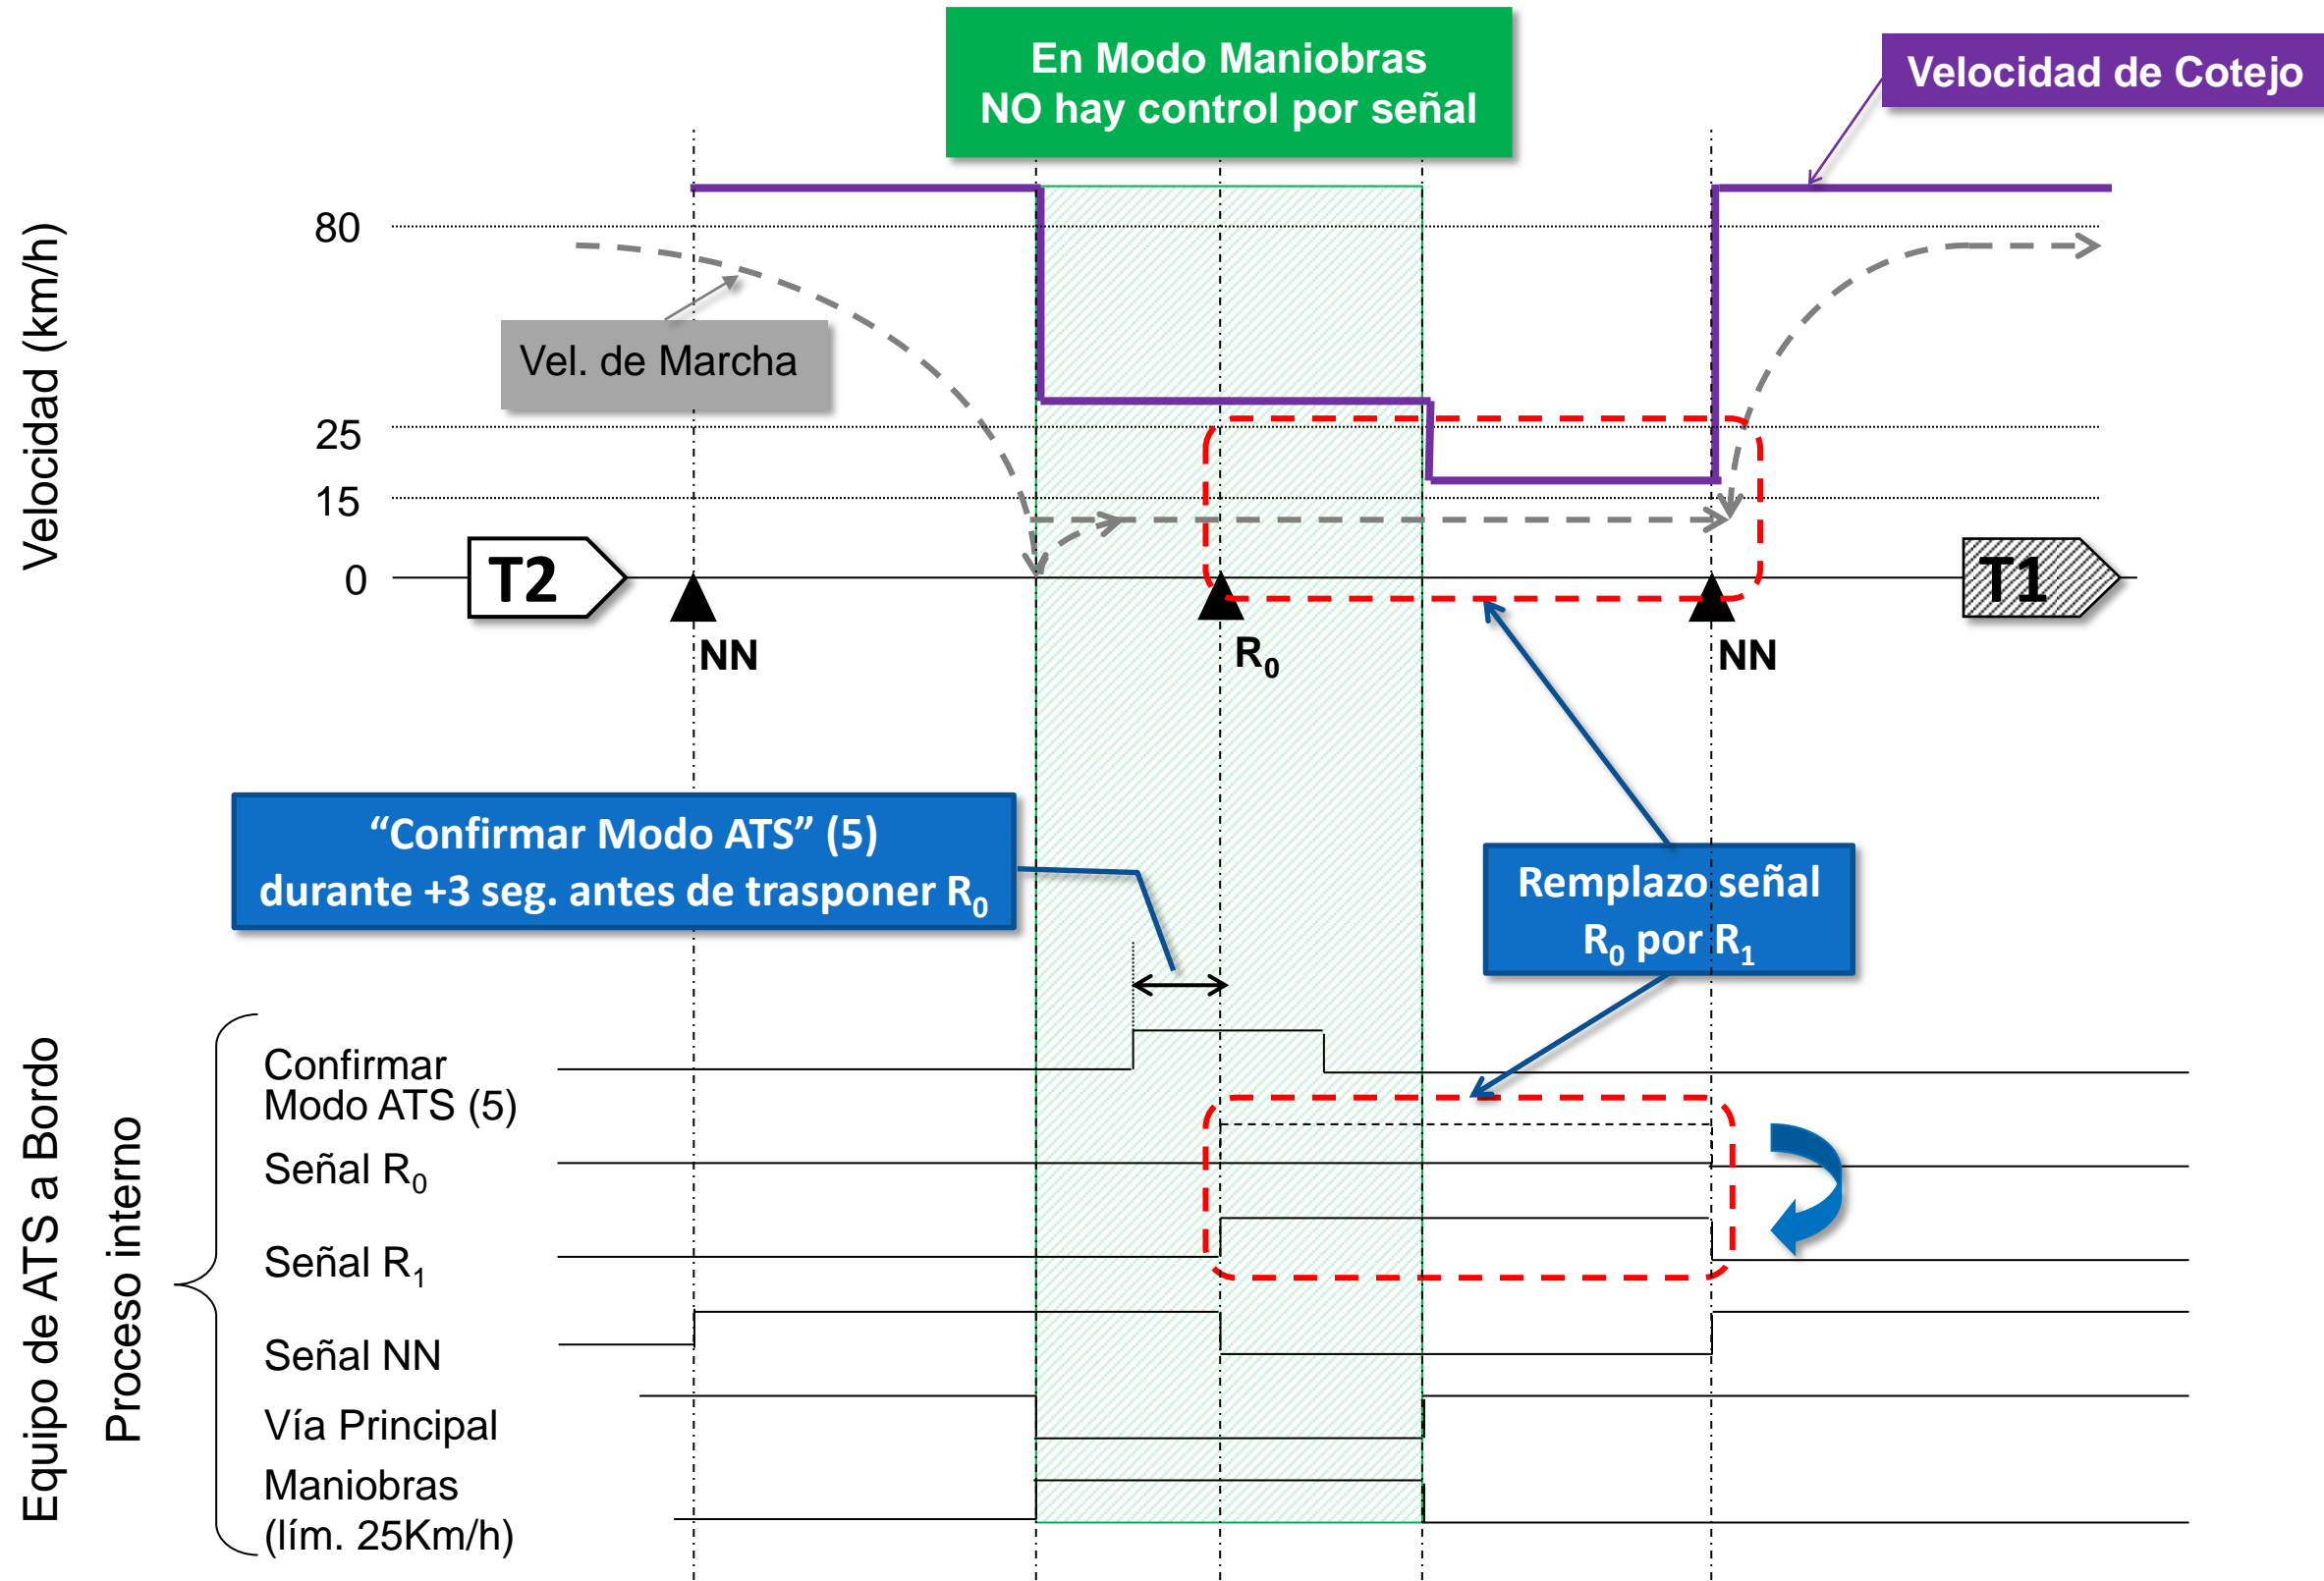 En Modo Maniobras
NO hay control por señal
Velocidad de Cotejo
Velocidad (km/h)
80
Vel. de Marcha
25
15
0
T2
T1
NN
R0
NN
“Confirmar Modo ATS” (5)
durante +3 seg. antes de trasponer R0
Remplazo señal
R0 por R1
Equipo de ATS a Bordo
Proceso interno
Confirmar
Modo ATS (5)
Señal R0
Señal R1
Señal NN
Vía Principal
Maniobras
(lím. 25Km/h)